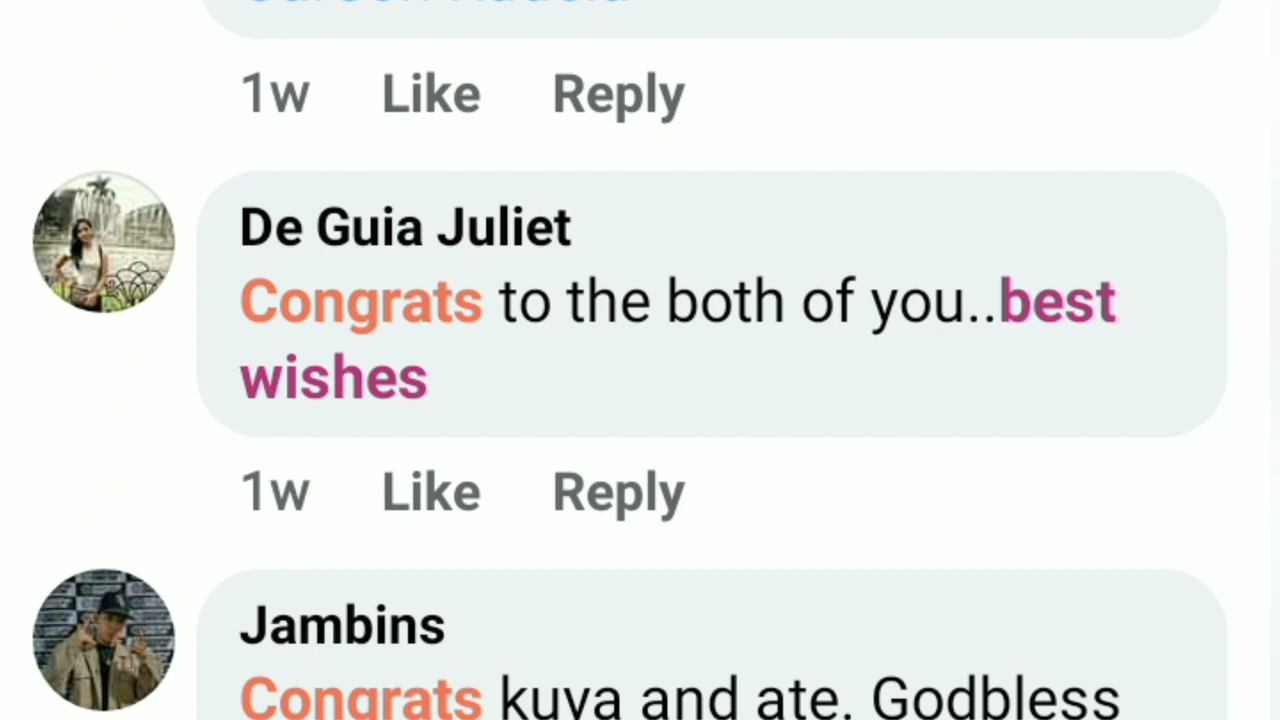 1w Like Reply
De Guia Juliet
Congrats to the both of you..best
wishes
1w Like Reply
Jambins
Congrats kuya and ate. Godbless